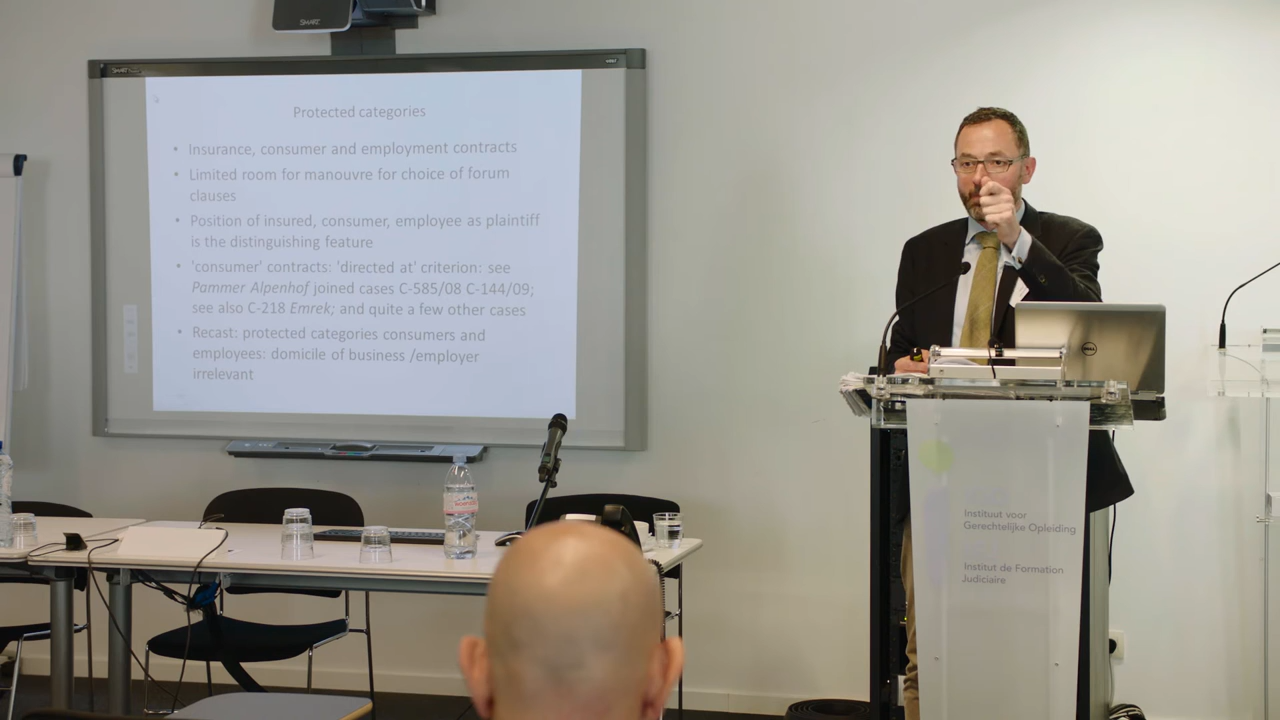 SMART
SMART
Protected categories
• Insurance, consumer and employment contracts
• Limited room for manouvre for choice of forum
clauses
• Position of insured, consumer, employee as plaintiff
is the distinguishing feature
• 'consumer' contracts: 'directed at' criterion: see
Pammer Alpenhof joined cases C-585/08 C-144/09;
see also C-218 Emrek; and quite a few other cases
• Recast: protected categories consumers and
employees: domicile of business /employer
irrelevant
DELL
Instituut voor
Gerechtelijke Opleiding
Institut de Formation
Judiciaire